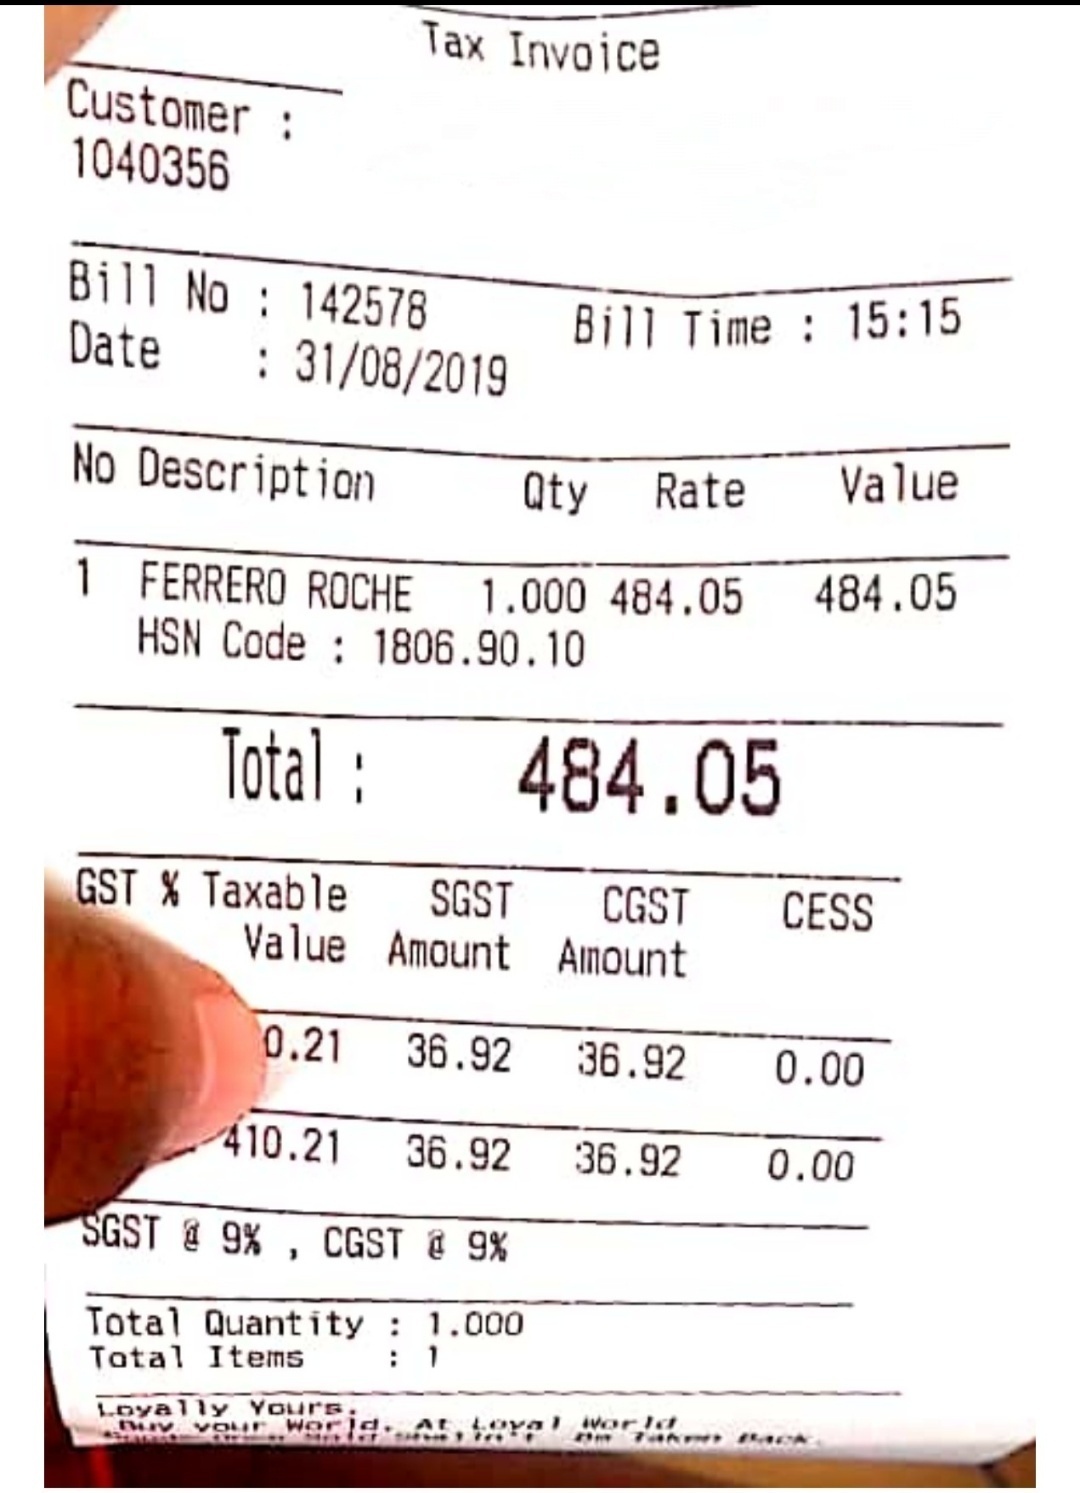 Tax Invoice
Customer :
1040356
Bill No : 142578 Bill Time : 15:15
Date : 31/08/2019
No Description Qty Rate Value
1 FERRERO ROCHE 1.000 484.05 484.05
HSN Code : 1806.90.10
Total : 484.05
GST % Taxable SGST CGST CESS
Value Amount Amount
0.21 36.92 36.92 0.00
410.21 36.92 36.92 0.00
SGST @ 9% , CGST @ 9%
Total Quantity : 1.000
Total Items : 1
Loyally Yours.
Buy your World. At Loyal World
Be Taken Back.